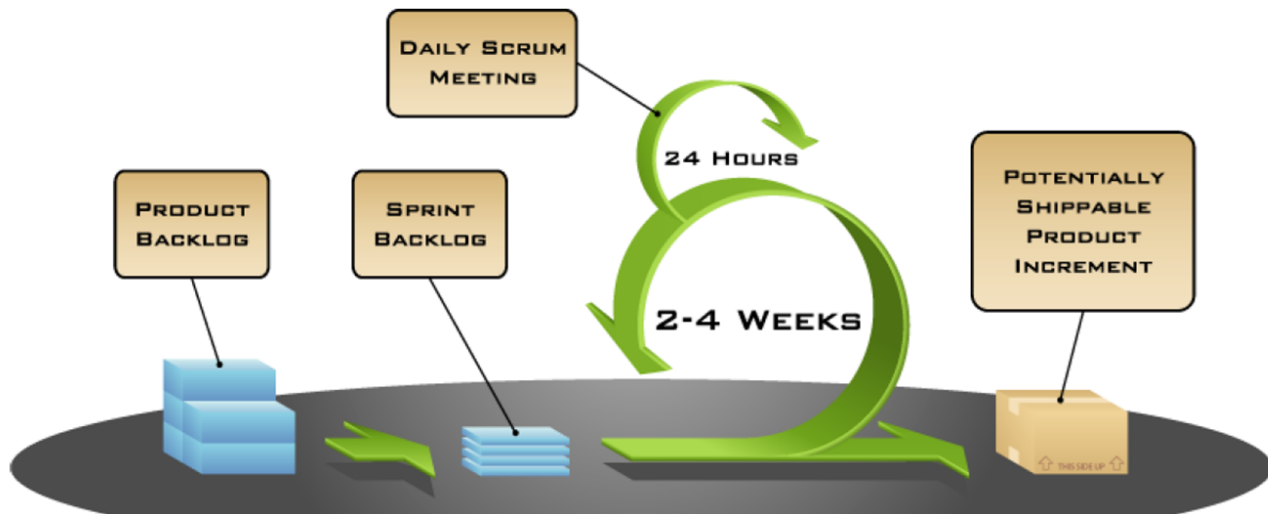 DAILY SCRUM
MEETING
24 HOURS
PRODUCT
BACKLOG
SPRINT
BACKLOG
2-4 WEEKS
POTENTIALLY
SHIPPABLE
PRODUCT
INCREMENT
THIS SIDE UP